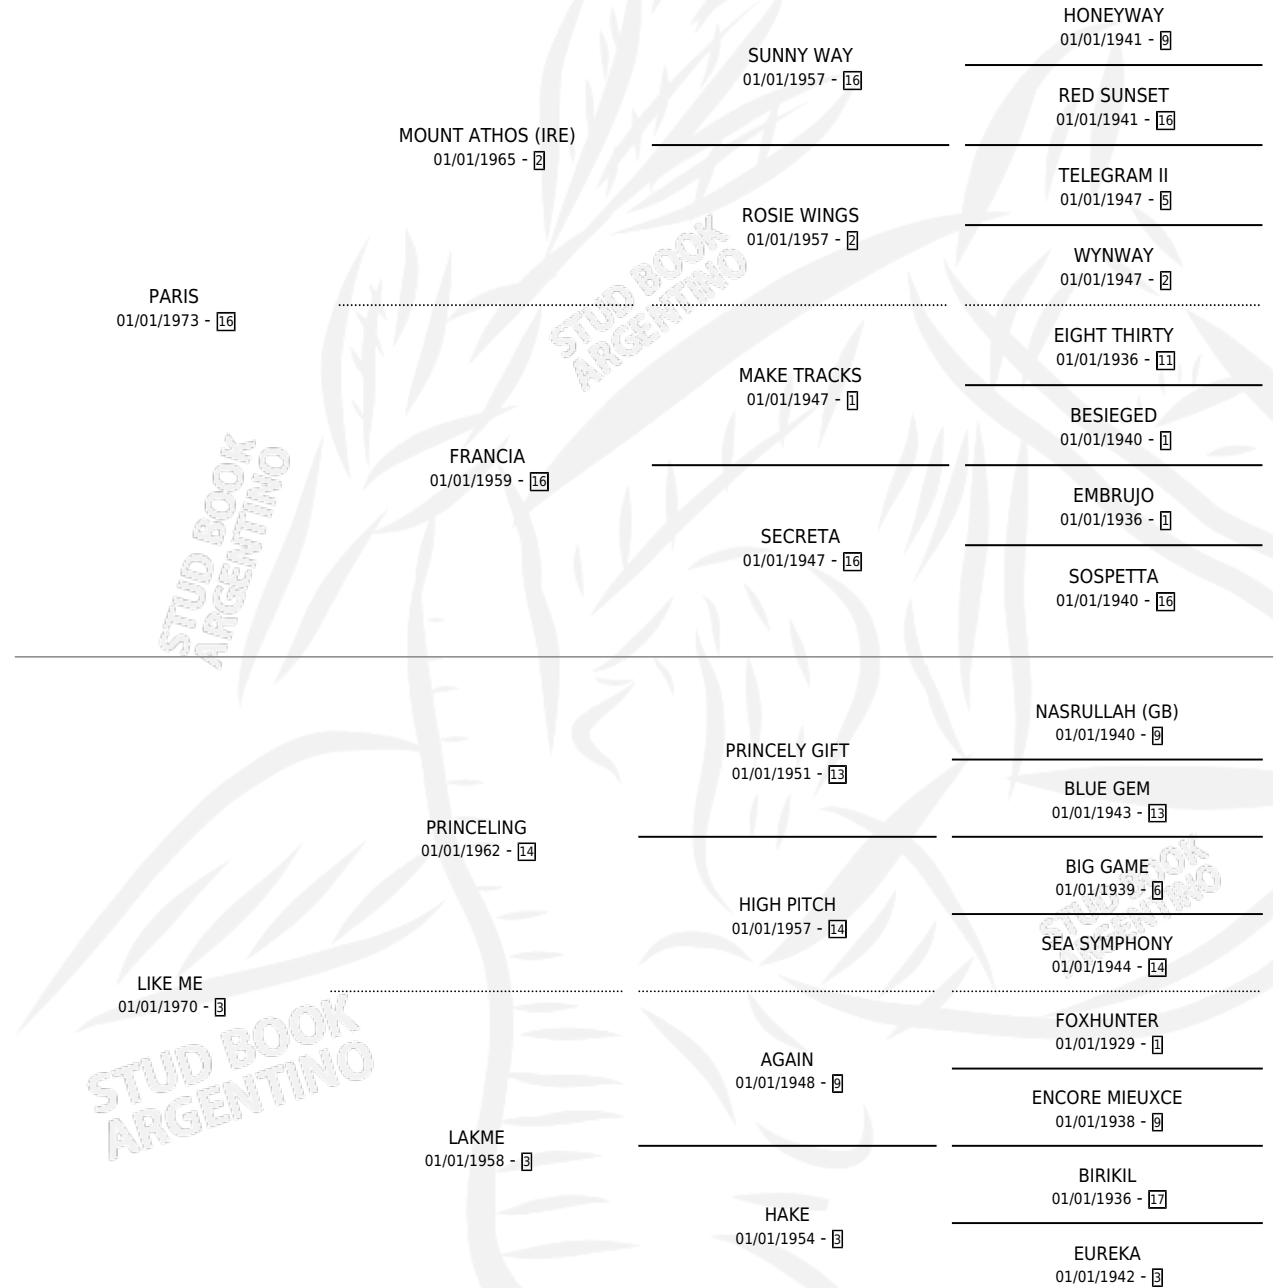 HONEYWAY
01/01/1941 - 9
SUNNY WAY
01/01/1957 - 16
RED SUNSET
01/01/1941 - 16
MOUNT ATHOS (IRE)
01/01/1965 - 2
TELEGRAM II
01/01/1947 - 5
ROSIE WINGS
01/01/1957 - 2
WYNWAY
01/01/1947 - 2
PARIS
01/01/1973 - 16
STUD BOOK
ARGENTINO
EIGHT THIRTY
01/01/1936 - 11
MAKE TRACKS
01/01/1947 - 1
BESIEGED
01/01/1940 - 1
FRANCIA
01/01/1959 - 16
EMBRUJO
01/01/1936 - 1
SECRETA
01/01/1947 - 16
SOSPETTA
01/01/1940 - 16
STUD BOOK
ARGENTINO
NASRULLAH (GB)
01/01/1940 - 9
PRINCELY GIFT
01/01/1951 - 13
BLUE GEM
01/01/1943 - 13
PRINCELING
01/01/1962 - 14
BIG GAME
01/01/1939 - 6
HIGH PITCH
01/01/1957 - 14
SEA SYMPHONY
01/01/1944 - 14
STUD BOOK
ARGENTINO
LIKE ME
01/01/1970 - 3
FOXHUNTER
01/01/1929 - 1
AGAIN
01/01/1948 - 9
ENCORE MIEUXCE
01/01/1938 - 9
STUD BOOK
ARGENTINO
LAKME
01/01/1958 - 3
BIRIKIL
01/01/1936 - 17
HAKE
01/01/1954 - 3
EUREKA
01/01/1942 - 3